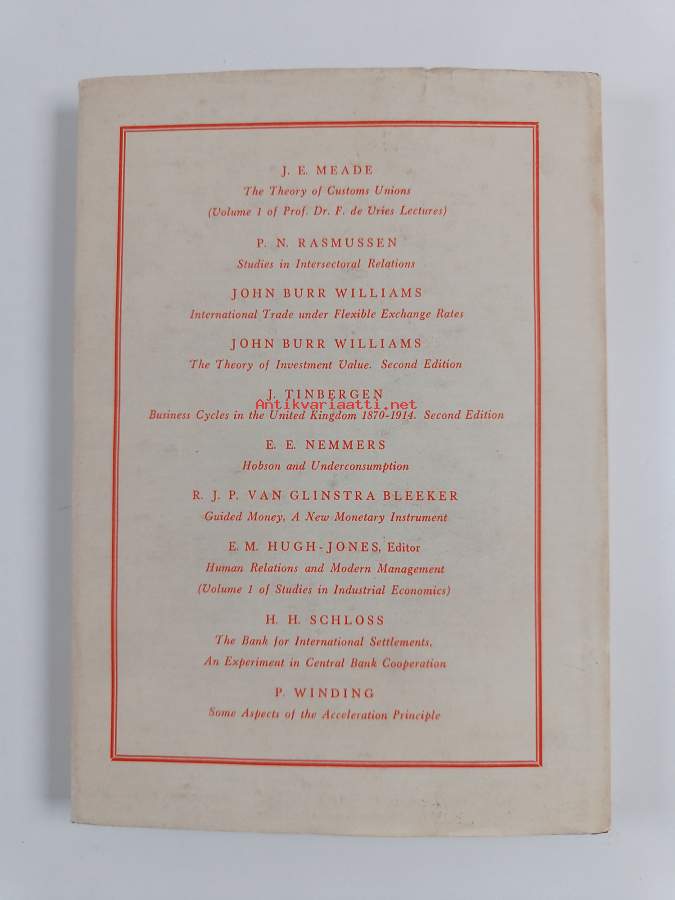 J. E. MEADE
The Theory of Customs Unions
(Volume 1 of Prof. Dr. F. de Vries Lectures)
P. N. RASMUSSEN
Studies in Intersectoral Relations
JOHN BURR WILLIAMS
International Trade under Flexible Exchange Rates
JOHN BURR WILLIAMS
The Theory of Investment Value. Second Edition
J. TINBERGEN
Antikvariaatti.net
Business Cycles in the United Kingdom 1870-1914. Second Edition
E. E. NEMMERS
Hobson and Underconsumption
R. J. P. VAN GLINSTRA BLEEKER
Guided Money, A New Monetary Instrument
E. M. HUGH-JONES, Editor
Human Relations and Modern Management
(Volume 1 of Studies in Industrial Economics)
H. H. SCHLOSS
The Bank for International Settlements,
An Experiment in Central Bank Cooperation
P. WINDING
Some Aspects of the Acceleration Principle